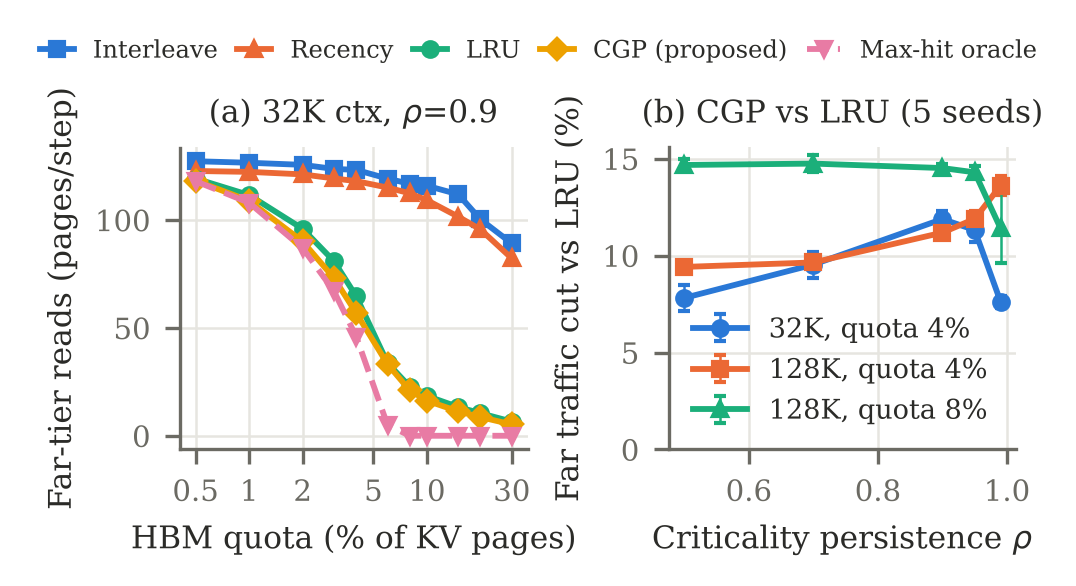 Interleave Recency LRU CGP (proposed) Max-hit oracle
(a) 32K ctx, ρ=0.9
Far-tier reads (pages/step)
100
50
0
0.5 1 2 5 10 30
HBM quota (% of KV pages)
(b) CGP vs LRU (5 seeds)
Far traffic cut vs LRU (%)
15
10
5
0
32K, quota 4%
128K, quota 4%
128K, quota 8%
0.6 0.8 1.0
Criticality persistence ρ